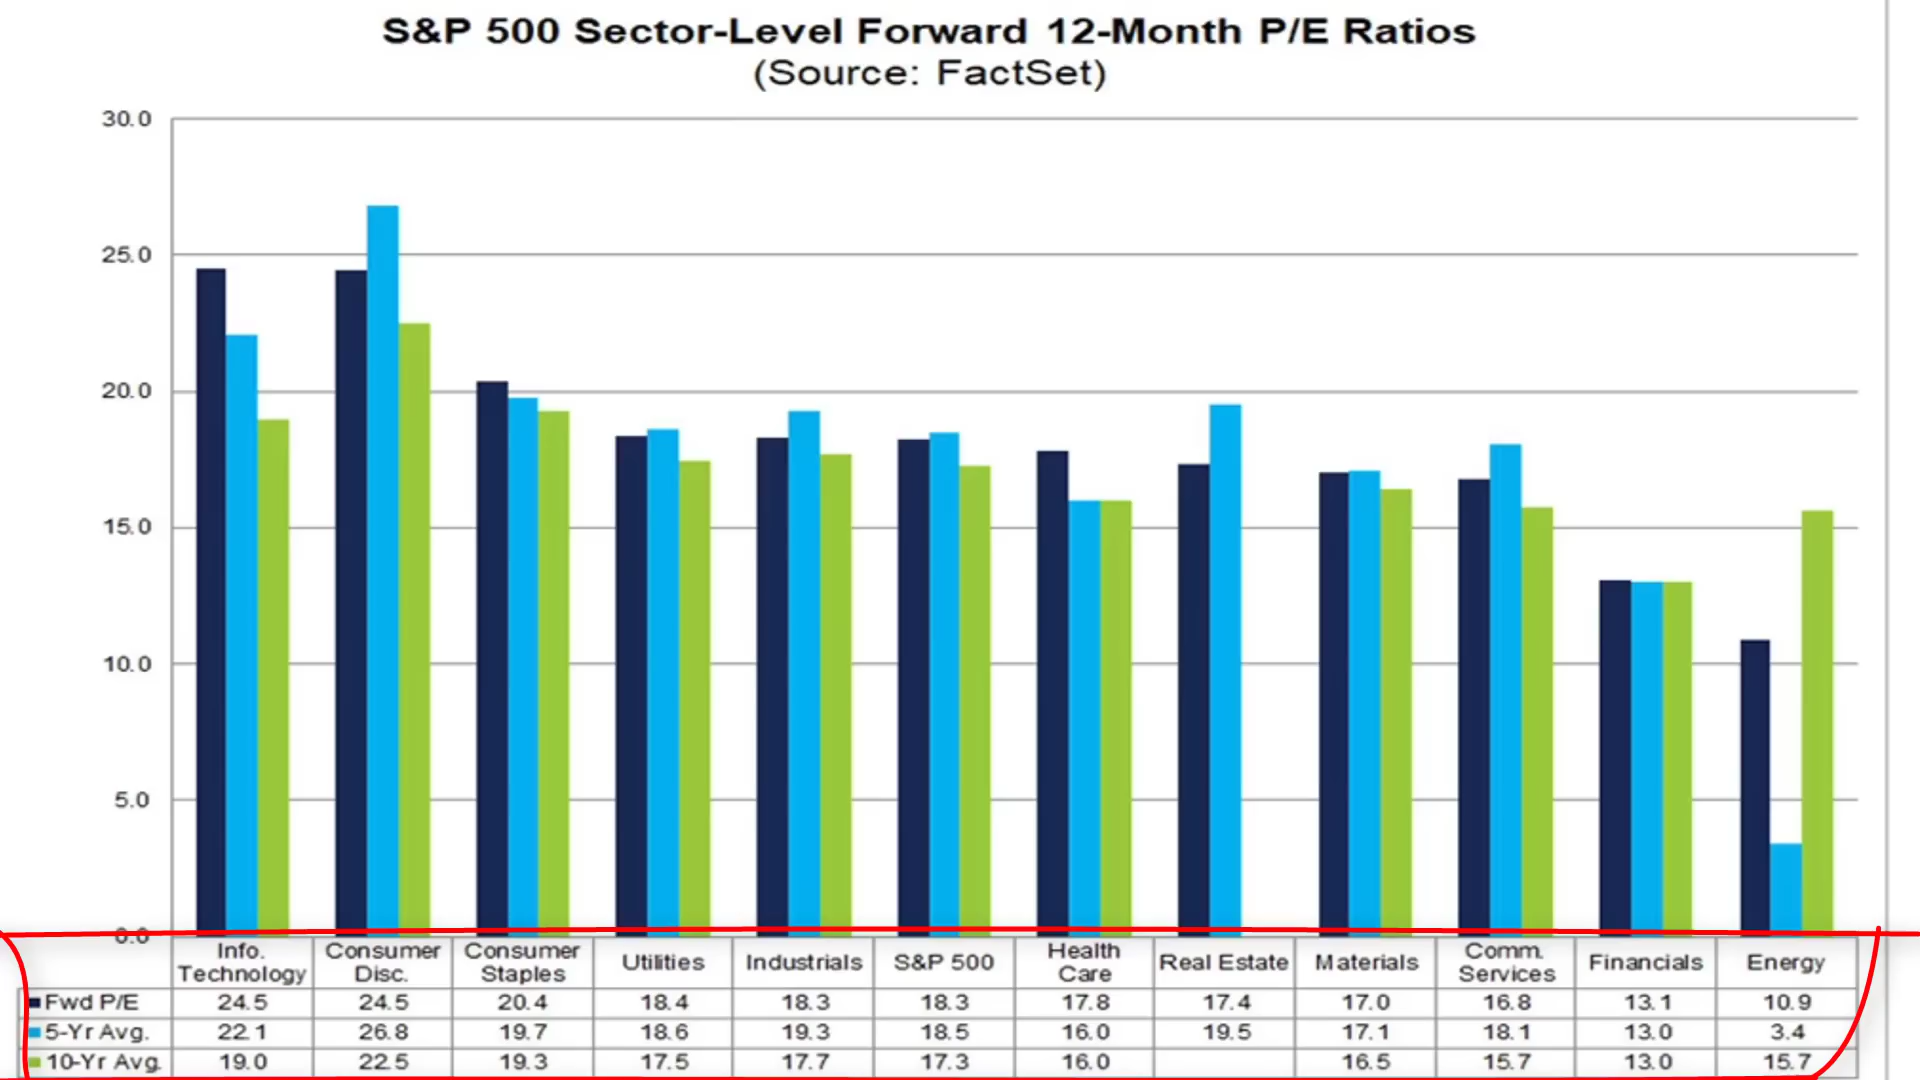 S&P 500 Sector-Level Forward 12-Month P/E Ratios
(Source: FactSet)
30.0
25.0
20.0
15.0
10.0
5.0
0.0
Info. Technology Consumer Disc. Consumer Staples Utilities Industrials S&P 500 Health Care Real Estate Materials Comm. Services Financials Energy
Fwd P/E 24.5 24.5 20.4 18.4 18.3 18.3 17.8 17.4 17.0 16.8 13.1 10.9
5-Yr Avg. 22.1 26.8 19.7 18.6 19.3 18.5 16.0 19.5 17.1 18.1 13.0 3.4
10-Yr Avg. 19.0 22.5 19.3 17.5 17.7 17.3 16.0 16.5 15.7 13.0 15.7